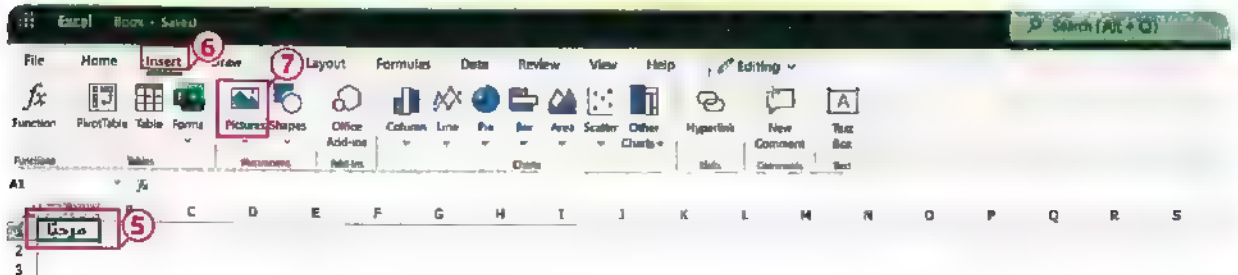 Excel Book - Saved
Search (Alt + Q)
File Home Insert Draw Layout Formulas Data Review View Help Editing
6
7
Function PivotTable Table Forms Pictures Shapes Office Add-ins Column Line Pie Bar Area Scatter Other Charts Hyperlink New Comment Text Box
Functions Tables Illustrations Add-ins Charts Links Comments Text
A1 fx
B C D E F G H I J K L M N O P Q R S
مرحبًا
5
2
3